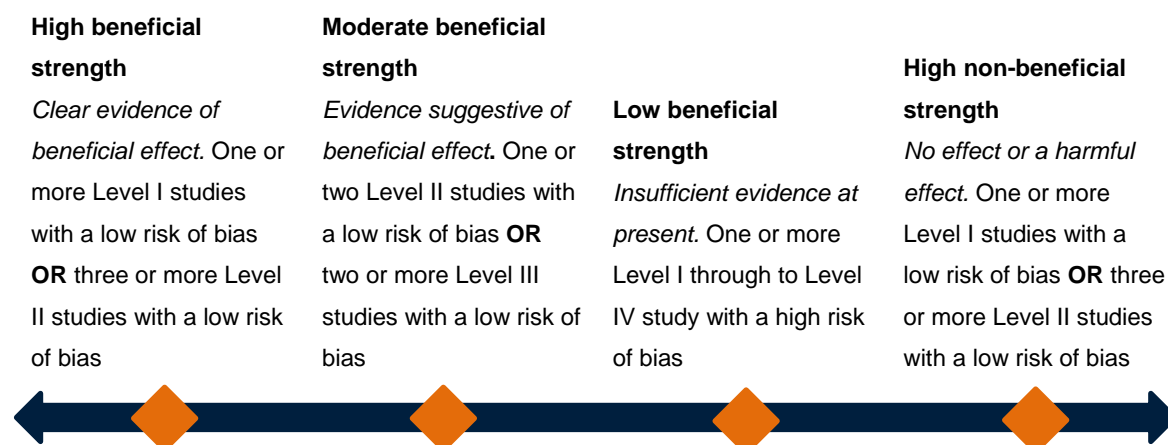 High beneficial
strength
Clear evidence of
beneficial effect. One or
more Level I studies
with a low risk of bias
OR three or more Level
II studies with a low risk
of bias
Moderate beneficial
strength
Evidence suggestive of
beneficial effect. One or
two Level II studies with
a low risk of bias OR
two or more Level III
studies with a low risk of
bias
Low beneficial
strength
Insufficient evidence at
present. One or more
Level I through to Level
IV study with a high risk
of bias
High non-beneficial
strength
No effect or a harmful
effect. One or more
Level I studies with a
low risk of bias OR three
or more Level II studies
with a low risk of bias